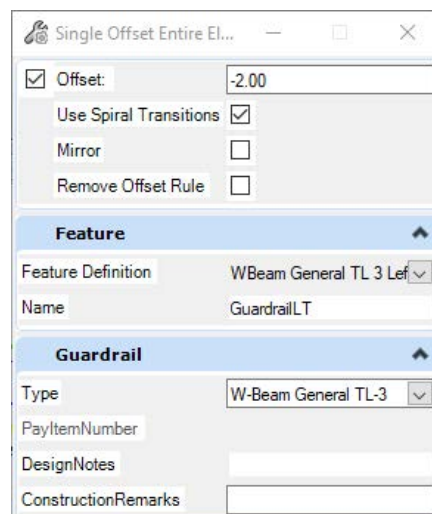 Single Offset Entire El...
Offset: -2.00
Use Spiral Transitions
Mirror
Remove Offset Rule
Feature
Feature Definition WBeam General TL 3 Lef
Name GuardrailLT
Guardrail
Type W-Beam General TL-3
PayItemNumber
DesignNotes
ConstructionRemarks